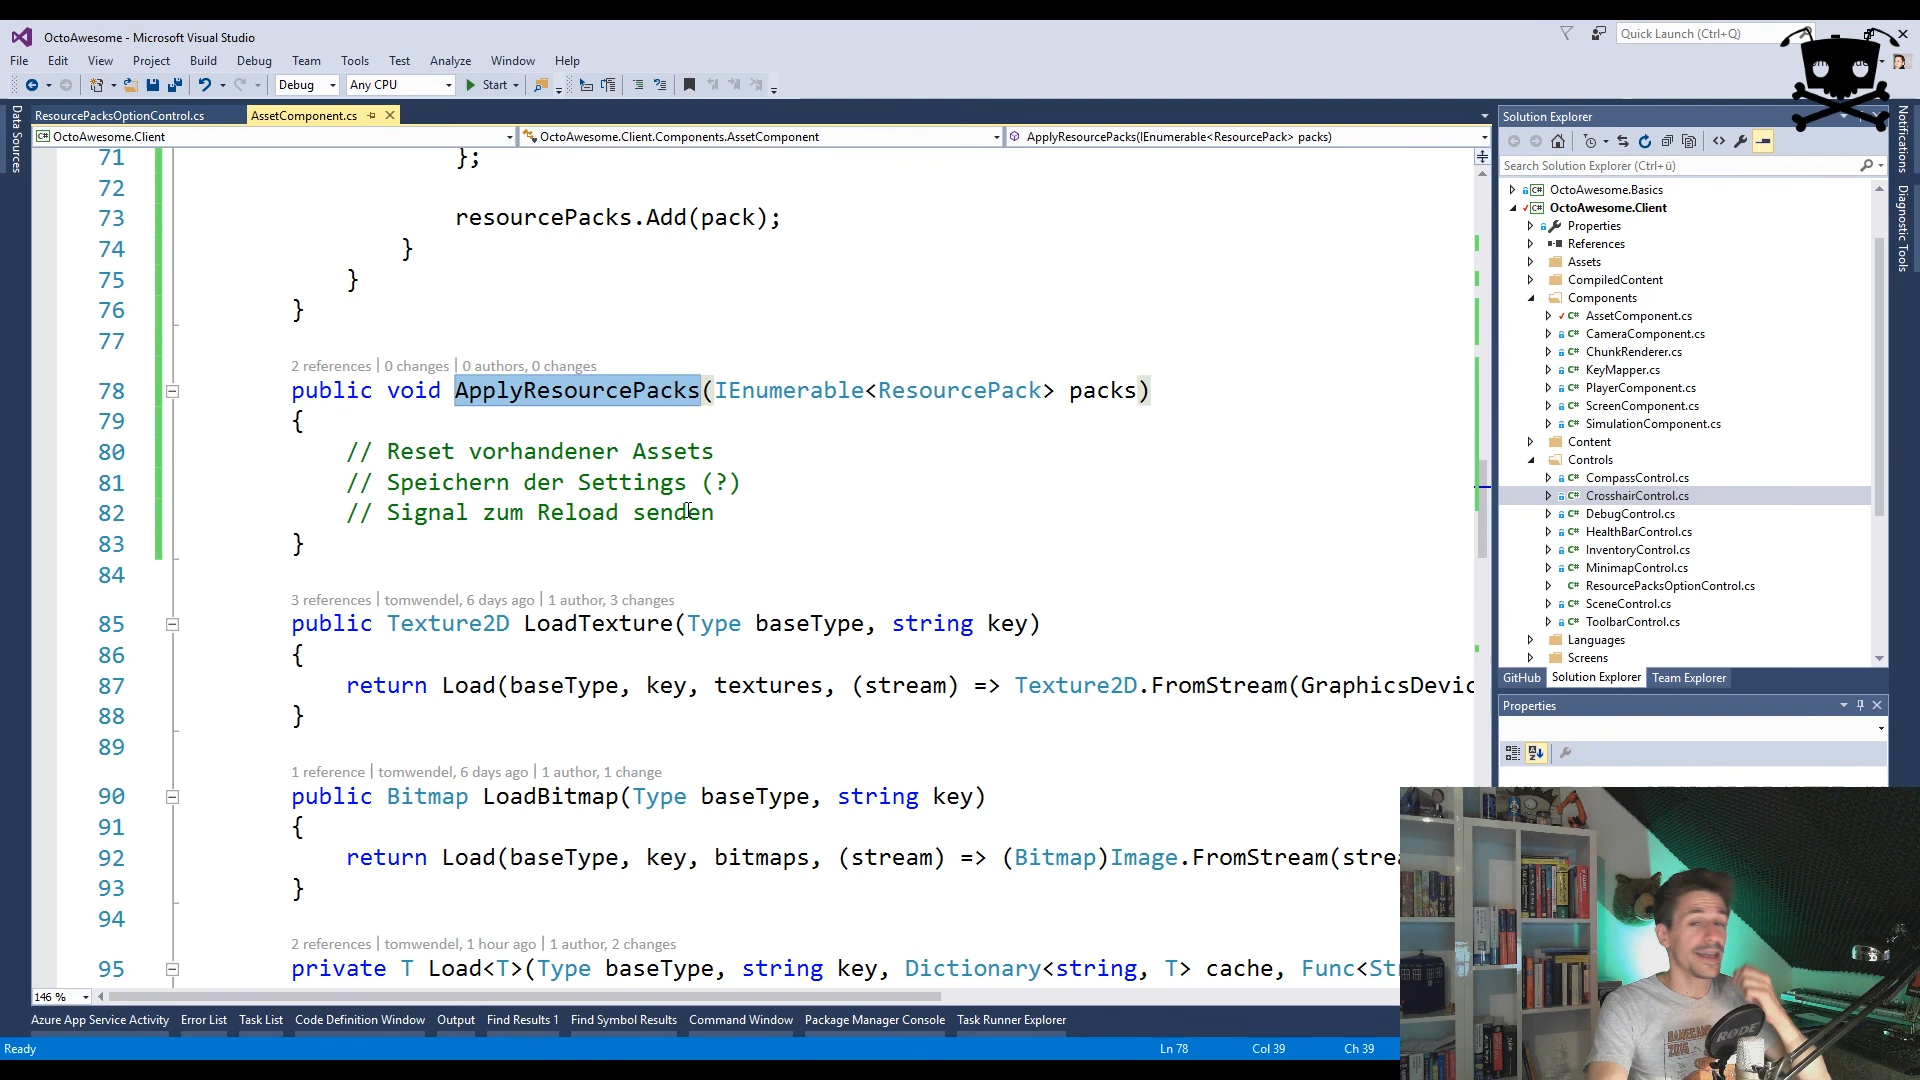 OctoAwesome - Microsoft Visual Studio
Quick Launch (Ctrl+Q)
File Edit View Project Build Debug Team Tools Test Analyze Window Help
Debug Any CPU Start
Data Sources
ResourcePacksOptionControl.cs AssetComponent.cs
OctoAwesome.Client OctoAwesome.Client.Components.AssetComponent ApplyResourcePacks(IEnumerable<ResourcePack> packs)
71 };
72
73 resourcePacks.Add(pack);
74 }
75 }
76 }
77
2 references | 0 changes | 0 authors, 0 changes
78 public void ApplyResourcePacks(IEnumerable<ResourcePack> packs)
79 {
80 // Reset vorhandener Assets
81 // Speichern der Settings (?)
82 // Signal zum Reload senden
83 }
84
3 references | tomwendel, 6 days ago | 1 author, 3 changes
85 public Texture2D LoadTexture(Type baseType, string key)
86 {
87 return Load(baseType, key, textures, (stream) => Texture2D.FromStream(GraphicsDevic
88 }
89
1 reference | tomwendel, 6 days ago | 1 author, 1 change
90 public Bitmap LoadBitmap(Type baseType, string key)
91 {
92 return Load(baseType, key, bitmaps, (stream) => (Bitmap)Image.FromStream(strea
93 }
94
2 references | tomwendel, 1 hour ago | 1 author, 2 changes
95 private T Load<T>(Type baseType, string key, Dictionary<string, T> cache, Func<Str
146 %
Azure App Service Activity Error List Task List Code Definition Window Output Find Results 1 Find Symbol Results Command Window Package Manager Console Task Runner Explorer
Ready Ln 78 Col 39 Ch 39
Solution Explorer
Search Solution Explorer (Ctrl+ü)
OctoAwesome.Basics
OctoAwesome.Client
Properties
References
Assets
CompiledContent
Components
AssetComponent.cs
CameraComponent.cs
ChunkRenderer.cs
KeyMapper.cs
PlayerComponent.cs
ScreenComponent.cs
SimulationComponent.cs
Content
Controls
CompassControl.cs
CrosshairControl.cs
DebugControl.cs
HealthBarControl.cs
InventoryControl.cs
MinimapControl.cs
ResourcePacksOptionControl.cs
SceneControl.cs
ToolbarControl.cs
Languages
Screens
GitHub Solution Explorer Team Explorer
Properties
Notifications
Diagnostic Tools
RODE